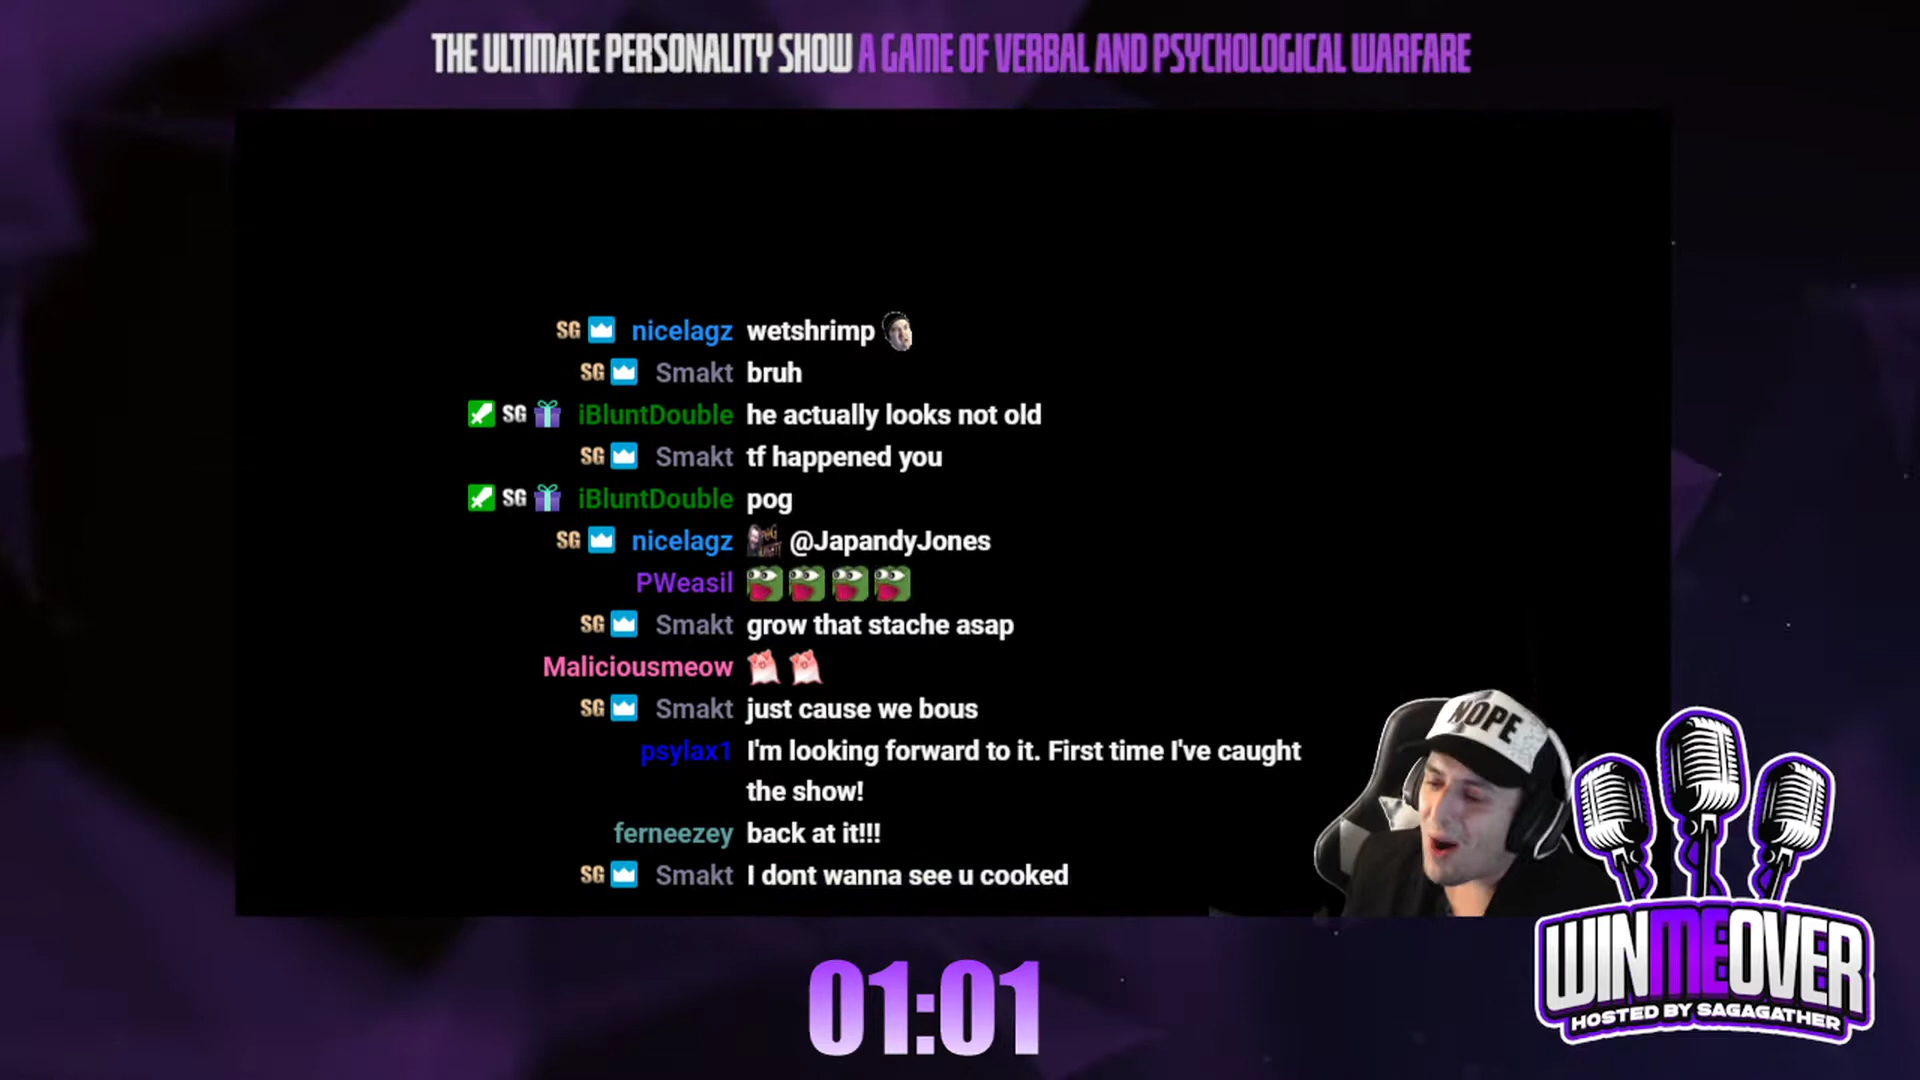 THE ULTIMATE PERSONALITY SHOW A GAME OF VERBAL AND PSYCHOLOGICAL WARFARE
SG nicelagz wetshrimp
SG Smakt bruh
SG iBluntDouble he actually looks not old
SG Smakt tf happened you
SG iBluntDouble pog
SG nicelagz @JapandyJones
PWeasil
SG Smakt grow that stache asap
Maliciousmeow
SG Smakt just cause we bous
psylax1 I'm looking forward to it. First time I've caught
the show!
ferneezey back at it!!!
SG Smakt I dont wanna see u cooked
NOPE
WINMEOVER
HOSTED BY SAGAGATHER
01:01